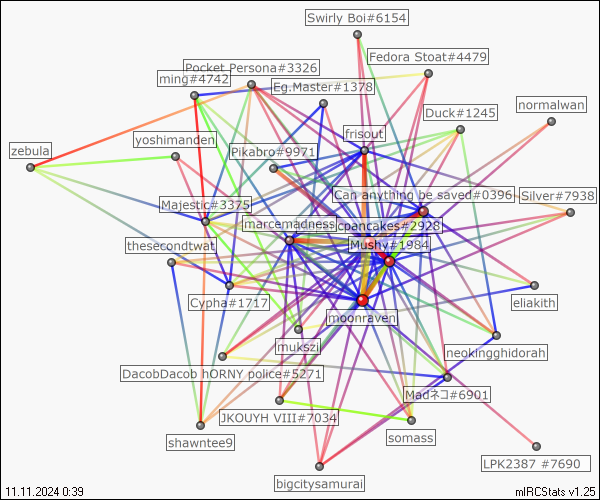 Swirly Boi#6154
Fedora Stoat#4479
Pocket Persona#3326
ming#4742
Eg.Master#1378
Duck#1245
normalwan
frisout
yoshimanden
zebula
Pikabro#9971
Can anything be saved#0396
Silver#7938
Majestic#3375
marcemadness
cpancakes#2928
thesecondtwat
Mushy#1984
Cypha#1717
eliakith
moonraven
mukszi
neokingghidorah
DacobDacob hORNY police#5271
Madネコ#6901
JKOUYH VIII#7034
shawntee9
somass
LPK2387 #7690
bigcitysamurai
11.11.2024 0:39
mIRCStats v1.25